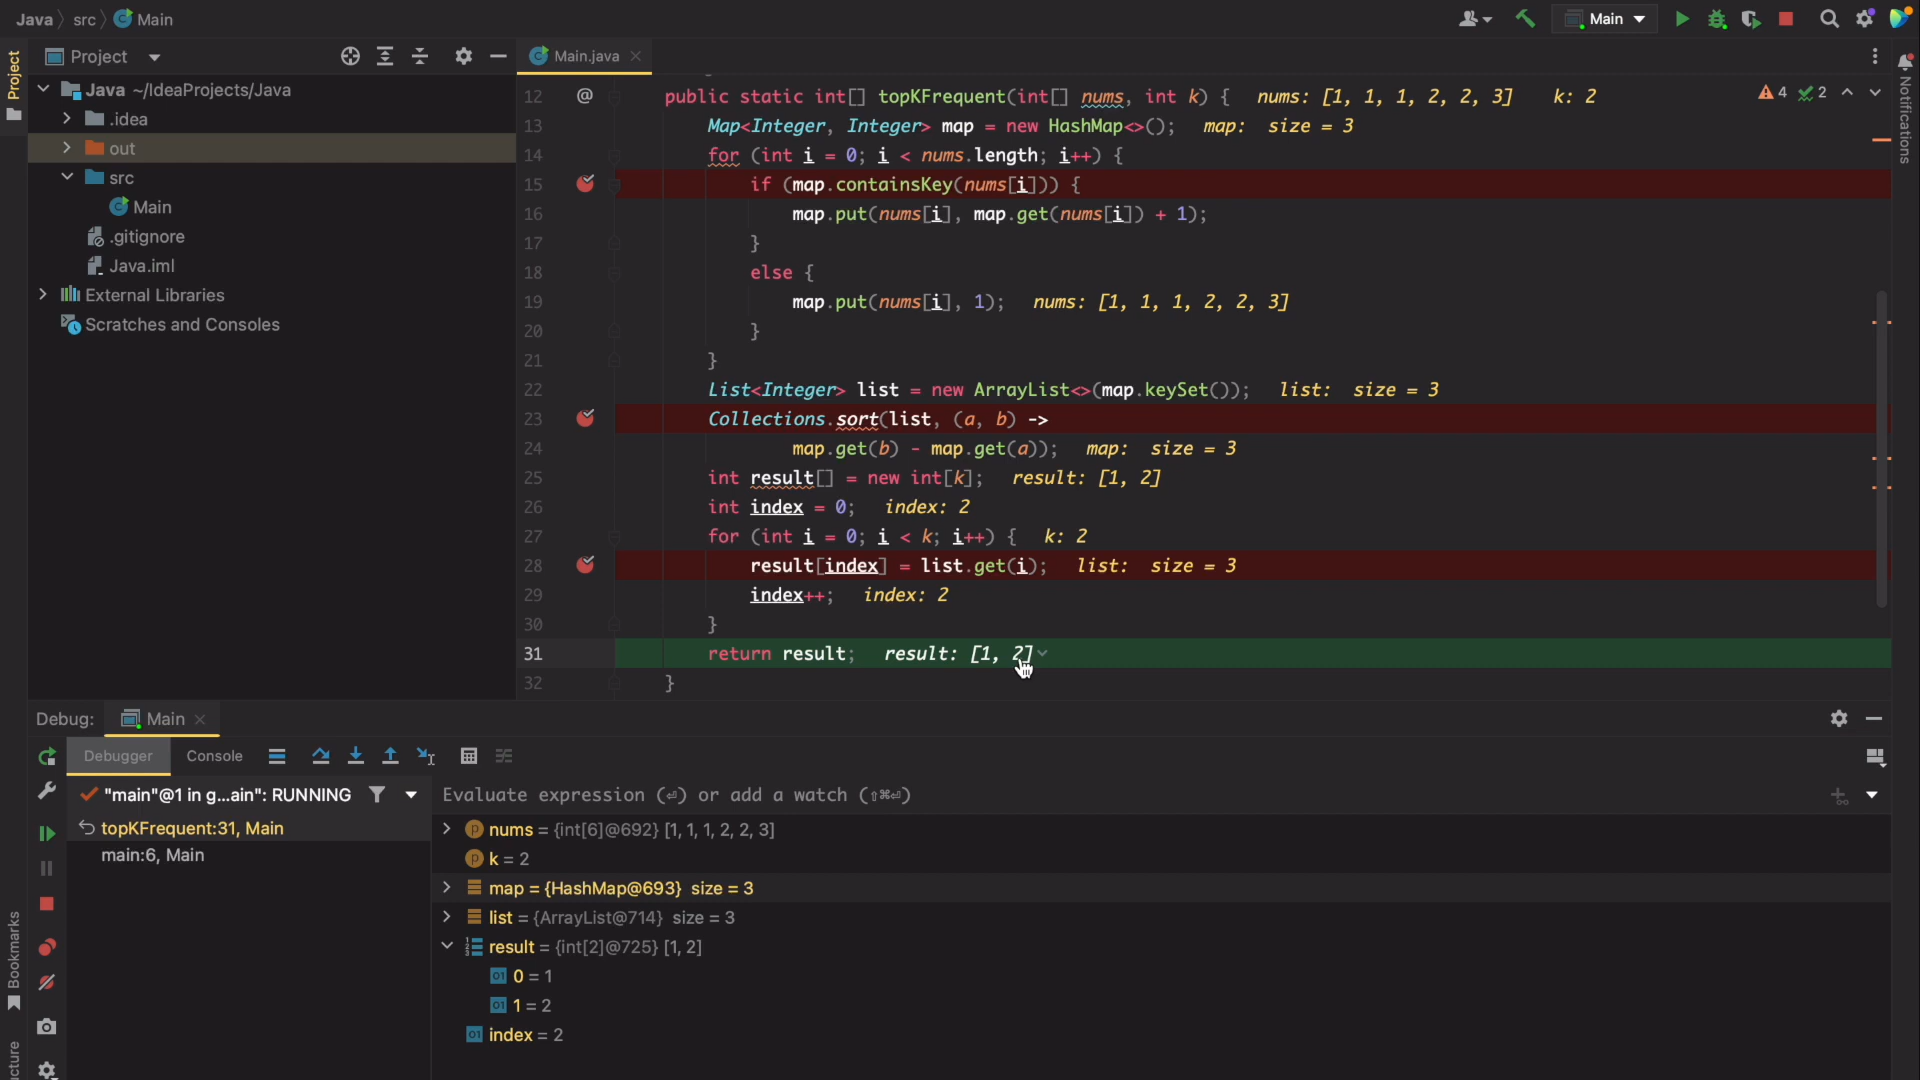 Java src Main
Main
Project
Main.java
Project
Java ~/IdeaProjects/Java
.idea
out
src
Main
.gitignore
Java.iml
External Libraries
Scratches and Consoles
4 2
Notifications
12 @ public static int[] topKFrequent(int[] nums, int k) { nums: [1, 1, 1, 2, 2, 3] k: 2
13 Map<Integer, Integer> map = new HashMap<>(); map: size = 3
14 for (int i = 0; i < nums.length; i++) {
15 if (map.containsKey(nums[i])) {
16 map.put(nums[i], map.get(nums[i]) + 1);
17 }
18 else {
19 map.put(nums[i], 1); nums: [1, 1, 1, 2, 2, 3]
20 }
21 }
22 List<Integer> list = new ArrayList<>(map.keySet()); list: size = 3
23 Collections.sort(list, (a, b) ->
24 map.get(b) - map.get(a)); map: size = 3
25 int result[] = new int[k]; result: [1, 2]
26 int index = 0; index: 2
27 for (int i = 0; i < k; i++) { k: 2
28 result[index] = list.get(i); list: size = 3
29 index++; index: 2
30 }
31 return result; result: [1, 2]
32 }
Debug: Main
Debugger Console
"main"@1 in g...ain": RUNNING
topKFrequent:31, Main
main:6, Main
Evaluate expression (⏎) or add a watch (⇧⌘⏎)
nums = {int[6]@692} [1, 1, 1, 2, 2, 3]
k = 2
map = {HashMap@693} size = 3
list = {ArrayList@714} size = 3
result = {int[2]@725} [1, 2]
0 = 1
1 = 2
index = 2
Bookmarks